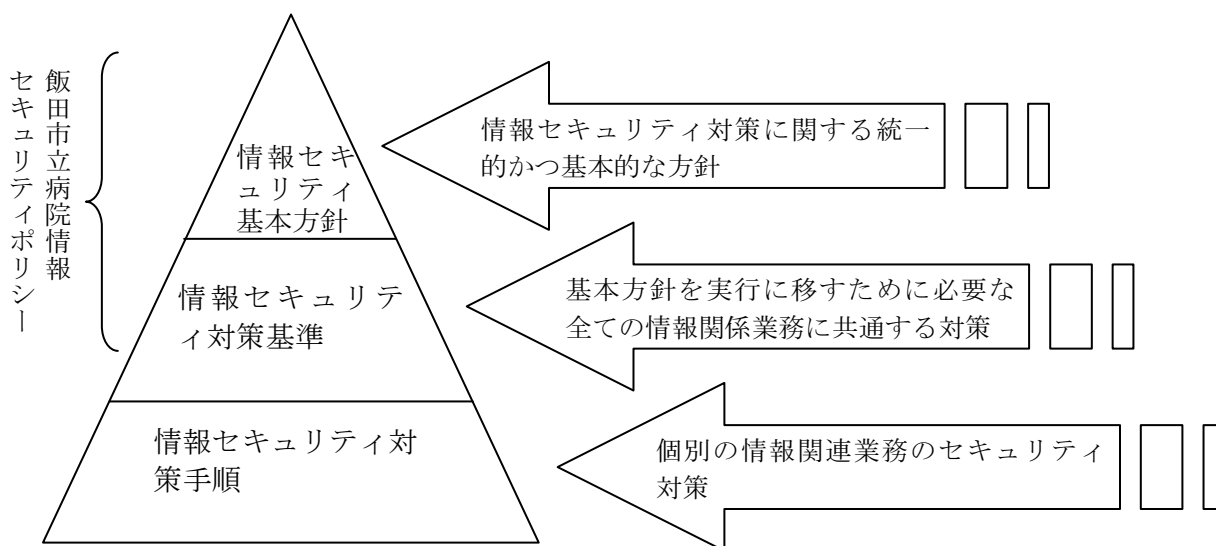 飯田市立病院情報
セキュリティポリシー
情報セキ
ュリティ
基本方針
情報セキュリティ対策に関する統一
的かつ基本的な方針
情報セキュリテ
ィ対策基準
基本方針を実行に移すために必要な
全ての情報関係業務に共通する対策
情報セキュリティ対
策手順
個別の情報関連業務のセキュリティ
対策